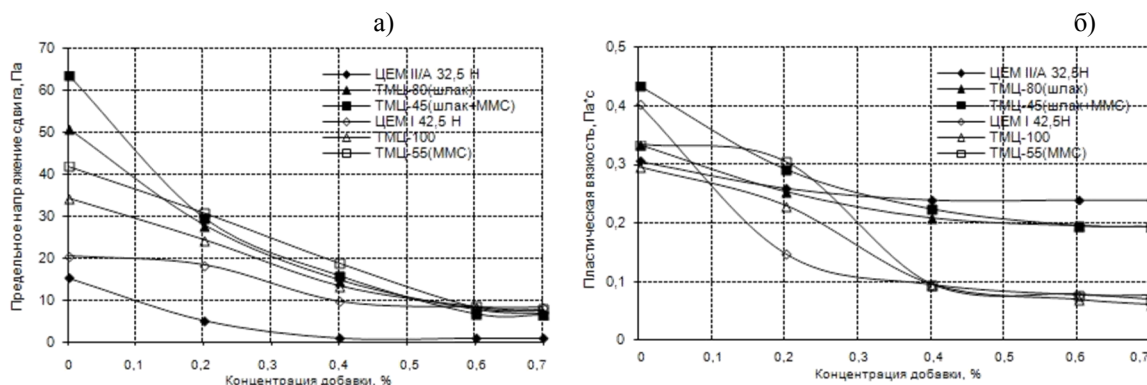 а)
70
60
50
40
30
20
10
0
Предельное напряжение сдвига, Па
0 0,1 0,2 0,3 0,4 0,5 0,6 0,7
Концентрация добавки, %
ЦЕМ II/А 32,5 Н
ТМЦ-80(шлак)
ТМЦ-45(шлак+ММС)
ЦЕМ I 42,5 Н
ТМЦ-100
ТМЦ-55(ММС)
б)
0,5
0,4
0,3
0,2
0,1
0
Пластическая вязкость, Па*с
0 0,1 0,2 0,3 0,4 0,5 0,6 0,7
Концентрация добавки, %
ЦЕМ II/А 32,5Н
ТМЦ-80(шлак)
ТМЦ-45(шлак+ММС)
ЦЕМ I 42,5Н
ТМЦ-100
ТМЦ-55(ММС)